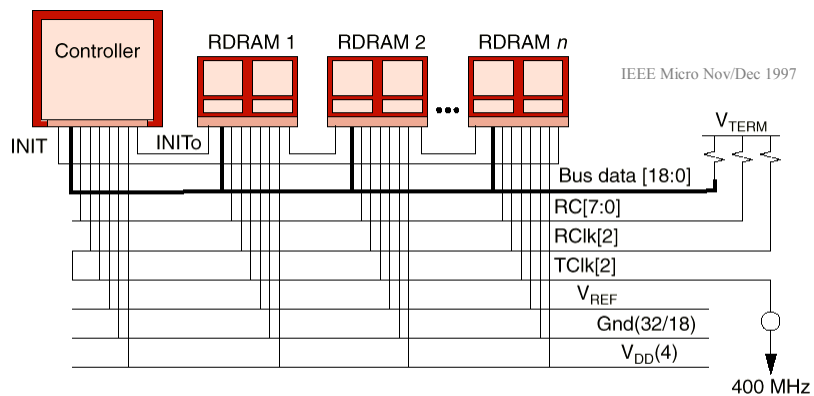 Controller
RDRAM 1
RDRAM 2
RDRAM n
IEEE Micro Nov/Dec 1997
•••
INIT
INITo
VTERM
Bus data [18:0]
RC[7:0]
RClk[2]
TClk[2]
VREF
Gnd(32/18)
VDD(4)
400 MHz